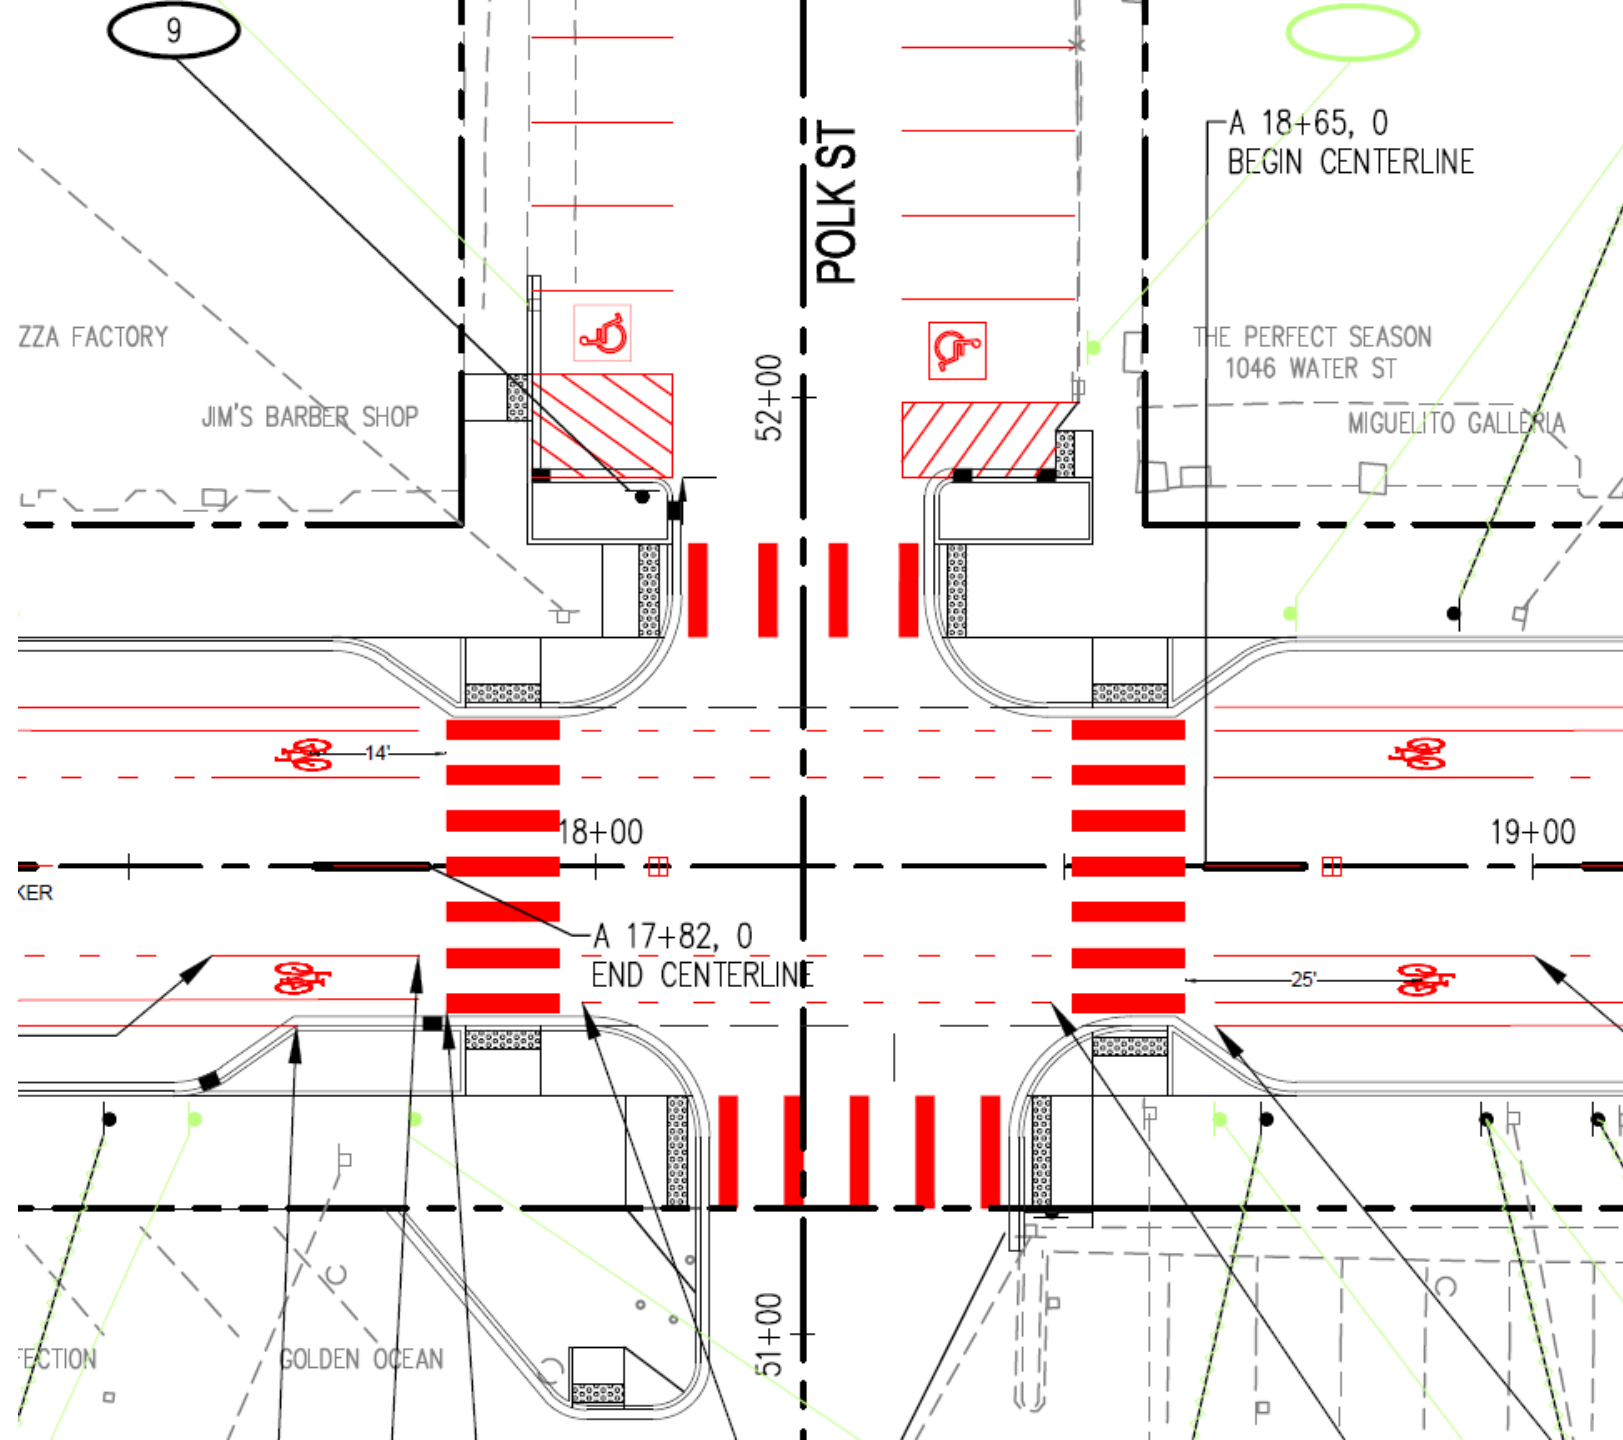 9
A 18+65, 0
BEGIN CENTERLINE
POLK ST
ZZA FACTORY
THE PERFECT SEASON
1046 WATER ST
52+00
JIM'S BARBER SHOP
MIGUELITO GALLERIA
14'
18+00
19+00
KER
A 17+82, 0
END CENTERLINE
25'
51+00
FECTION
GOLDEN OCEAN